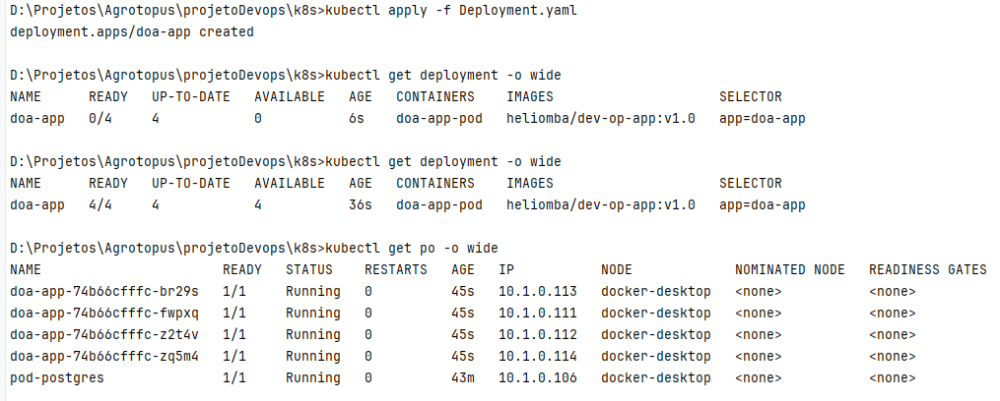 D:\Projetos\Agrotopus\projetoDevops\k8s>kubectl apply -f Deployment.yaml
deployment.apps/doa-app created
D:\Projetos\Agrotopus\projetoDevops\k8s>kubectl get deployment -o wide
NAME READY UP-TO-DATE AVAILABLE AGE CONTAINERS IMAGES SELECTOR
doa-app 0/4 4 0 6s doa-app-pod heliomba/dev-op-app:v1.0 app=doa-app
D:\Projetos\Agrotopus\projetoDevops\k8s>kubectl get deployment -o wide
NAME READY UP-TO-DATE AVAILABLE AGE CONTAINERS IMAGES SELECTOR
doa-app 4/4 4 4 36s doa-app-pod heliomba/dev-op-app:v1.0 app=doa-app
D:\Projetos\Agrotopus\projetoDevops\k8s>kubectl get po -o wide
NAME READY STATUS RESTARTS AGE IP NODE NOMINATED NODE READINESS GATES
doa-app-74b66cfffc-br29s 1/1 Running 0 45s 10.1.0.113 docker-desktop <none> <none>
doa-app-74b66cfffc-fwpxq 1/1 Running 0 45s 10.1.0.111 docker-desktop <none> <none>
doa-app-74b66cfffc-z2t4v 1/1 Running 0 45s 10.1.0.112 docker-desktop <none> <none>
doa-app-74b66cfffc-zq5m4 1/1 Running 0 45s 10.1.0.114 docker-desktop <none> <none>
pod-postgres 1/1 Running 0 43m 10.1.0.106 docker-desktop <none> <none>